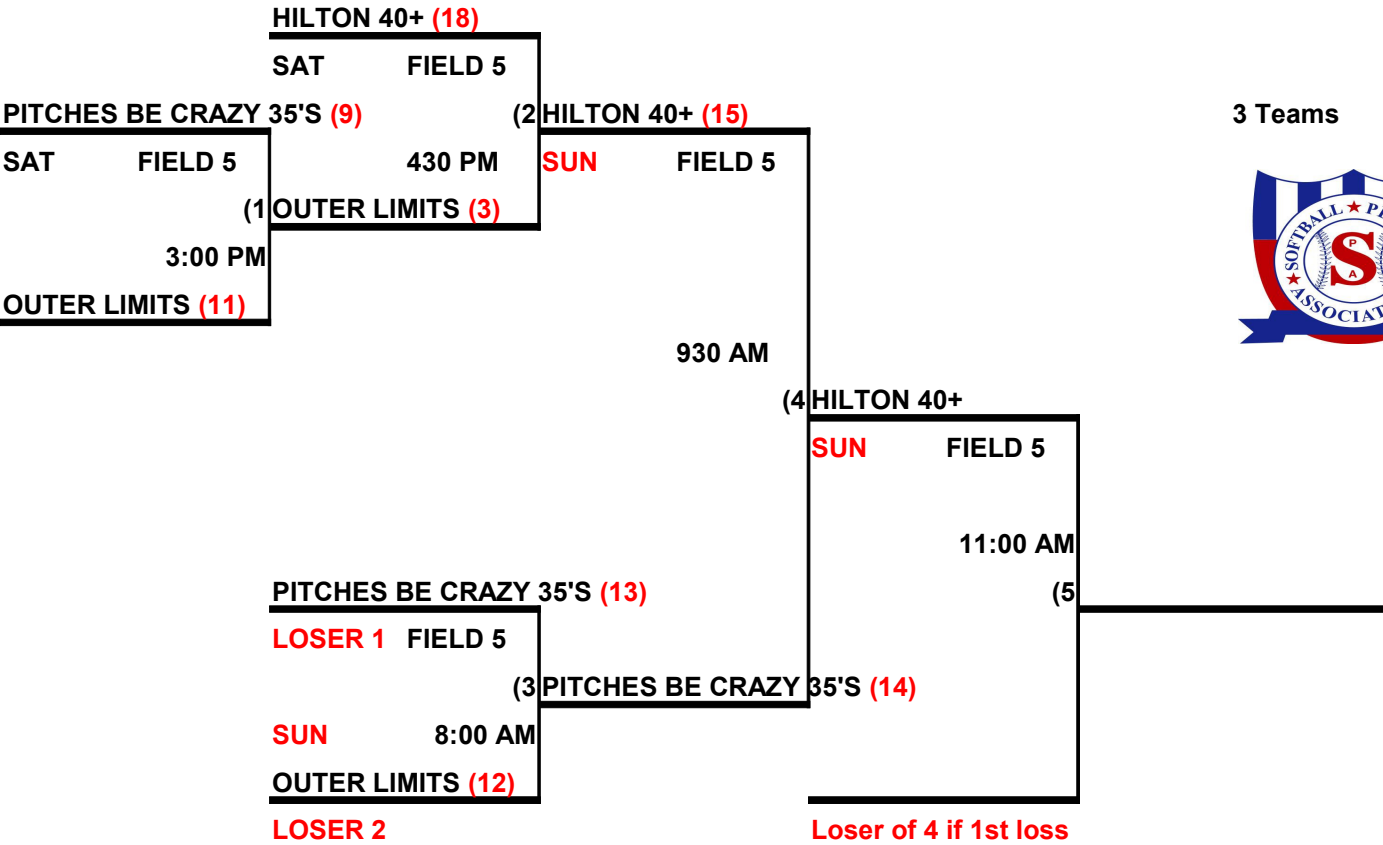 HILTON 40+ (18)
SAT FIELD 5
PITCHES BE CRAZY 35'S (9) (2 HILTON 40+ (15) 3 Teams
SAT FIELD 5 430 PM SUN FIELD 5
(1 OUTER LIMITS (3)
3:00 PM
OUTER LIMITS (11)
SOFTBALL ★ P
S
P
A
★ ASSOCIAT
930 AM
(4 HILTON 40+
SUN FIELD 5
11:00 AM
PITCHES BE CRAZY 35'S (13) (5
LOSER 1 FIELD 5
(3 PITCHES BE CRAZY 35'S (14)
SUN 8:00 AM
OUTER LIMITS (12)
LOSER 2 Loser of 4 if 1st loss